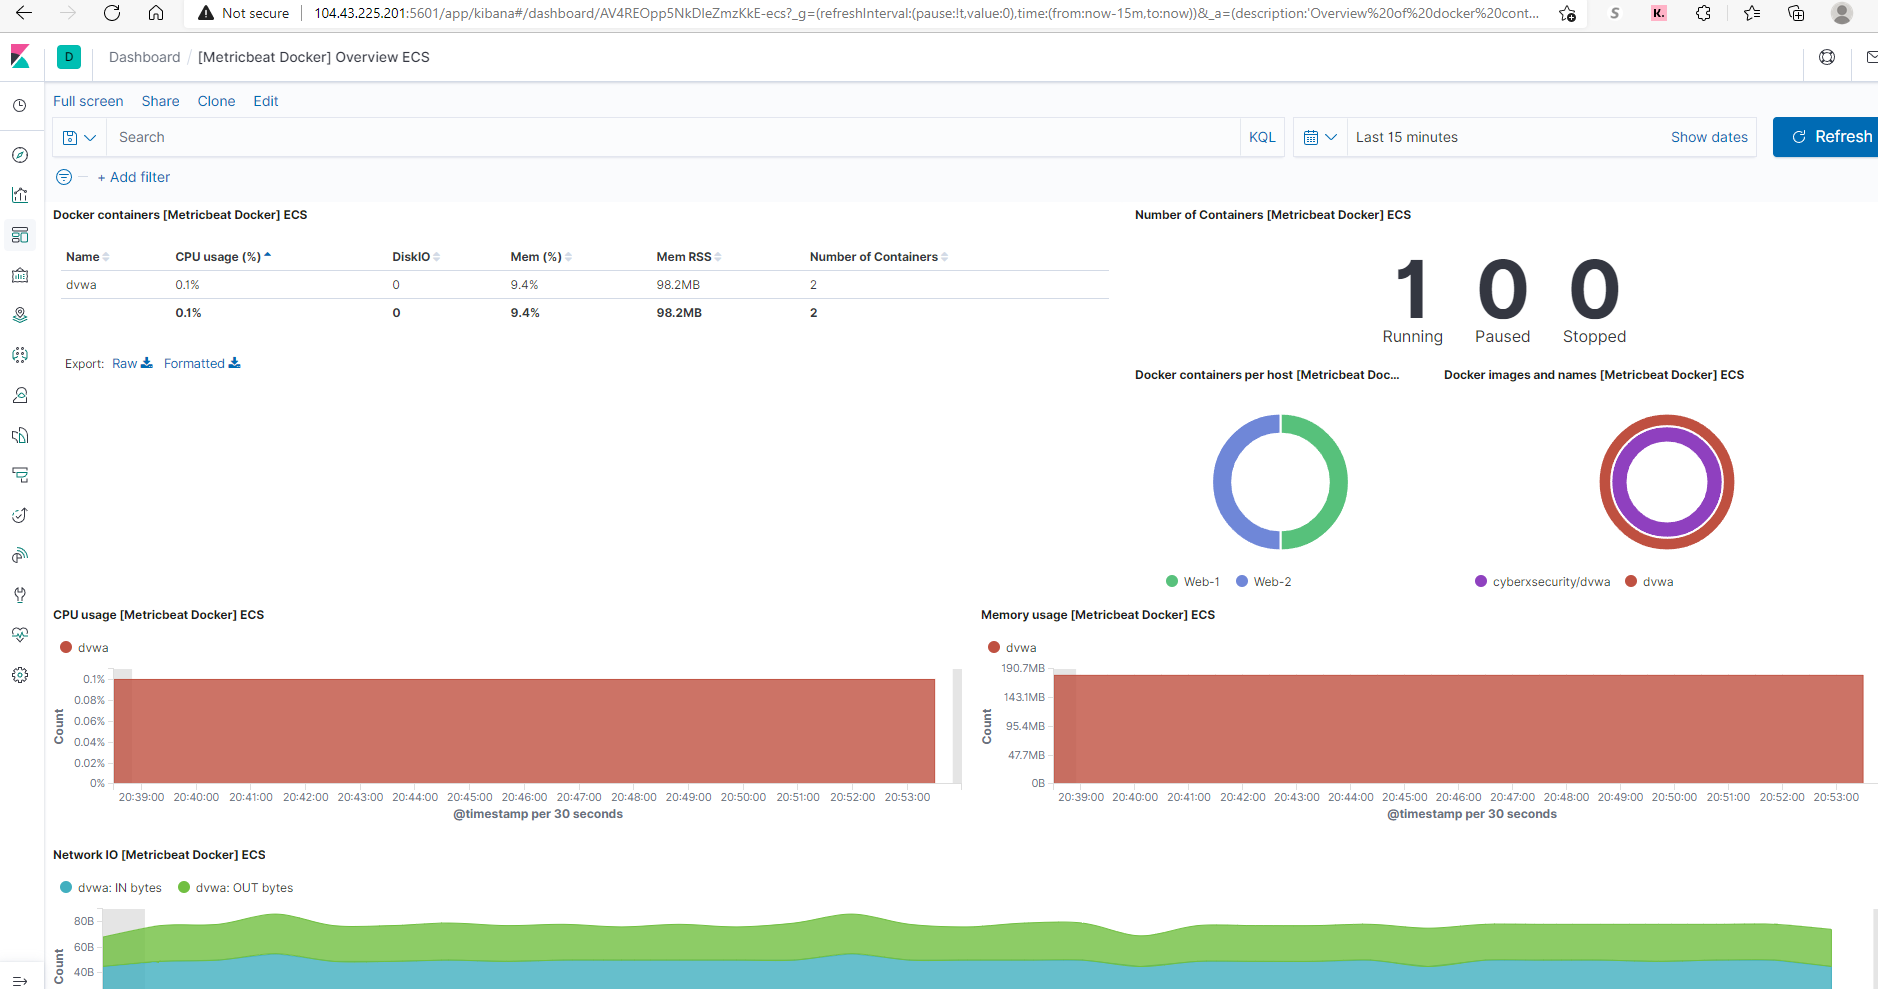 Not secure 104.43.225.201:5601/app/kibana#/dashboard/AV4REOpp5NkDleZmzKkE-ecs?_g=(refreshInterval:(pause:!t,value:0),time:(from:now-15m,to:now))&_a=(description:'Overview%20of%20docker%20cont...
S K.
D Dashboard / [Metricbeat Docker] Overview ECS
Full screen Share Clone Edit
Search KQL Last 15 minutes Show dates Refresh
+ Add filter
Docker containers [Metricbeat Docker] ECS
Name CPU usage (%) DiskIO Mem (%) Mem RSS Number of Containers
dvwa 0.1% 0 9.4% 98.2MB 2
0.1% 0 9.4% 98.2MB 2
Export: Raw Formatted
Number of Containers [Metricbeat Docker] ECS
1 0 0
Running Paused Stopped
Docker containers per host [Metricbeat Doc...
Web-1 Web-2
Docker images and names [Metricbeat Docker] ECS
cyberxsecurity/dvwa dvwa
CPU usage [Metricbeat Docker] ECS
dvwa
0.1%
0.08%
0.06%
0.04%
0.02%
0%
Count
20:39:00 20:40:00 20:41:00 20:42:00 20:43:00 20:44:00 20:45:00 20:46:00 20:47:00 20:48:00 20:49:00 20:50:00 20:51:00 20:52:00 20:53:00
@timestamp per 30 seconds
Memory usage [Metricbeat Docker] ECS
dvwa
190.7MB
143.1MB
95.4MB
47.7MB
0B
Count
20:39:00 20:40:00 20:41:00 20:42:00 20:43:00 20:44:00 20:45:00 20:46:00 20:47:00 20:48:00 20:49:00 20:50:00 20:51:00 20:52:00 20:53:00
@timestamp per 30 seconds
Network IO [Metricbeat Docker] ECS
dvwa: IN bytes dvwa: OUT bytes
80B
60B
40B
Count